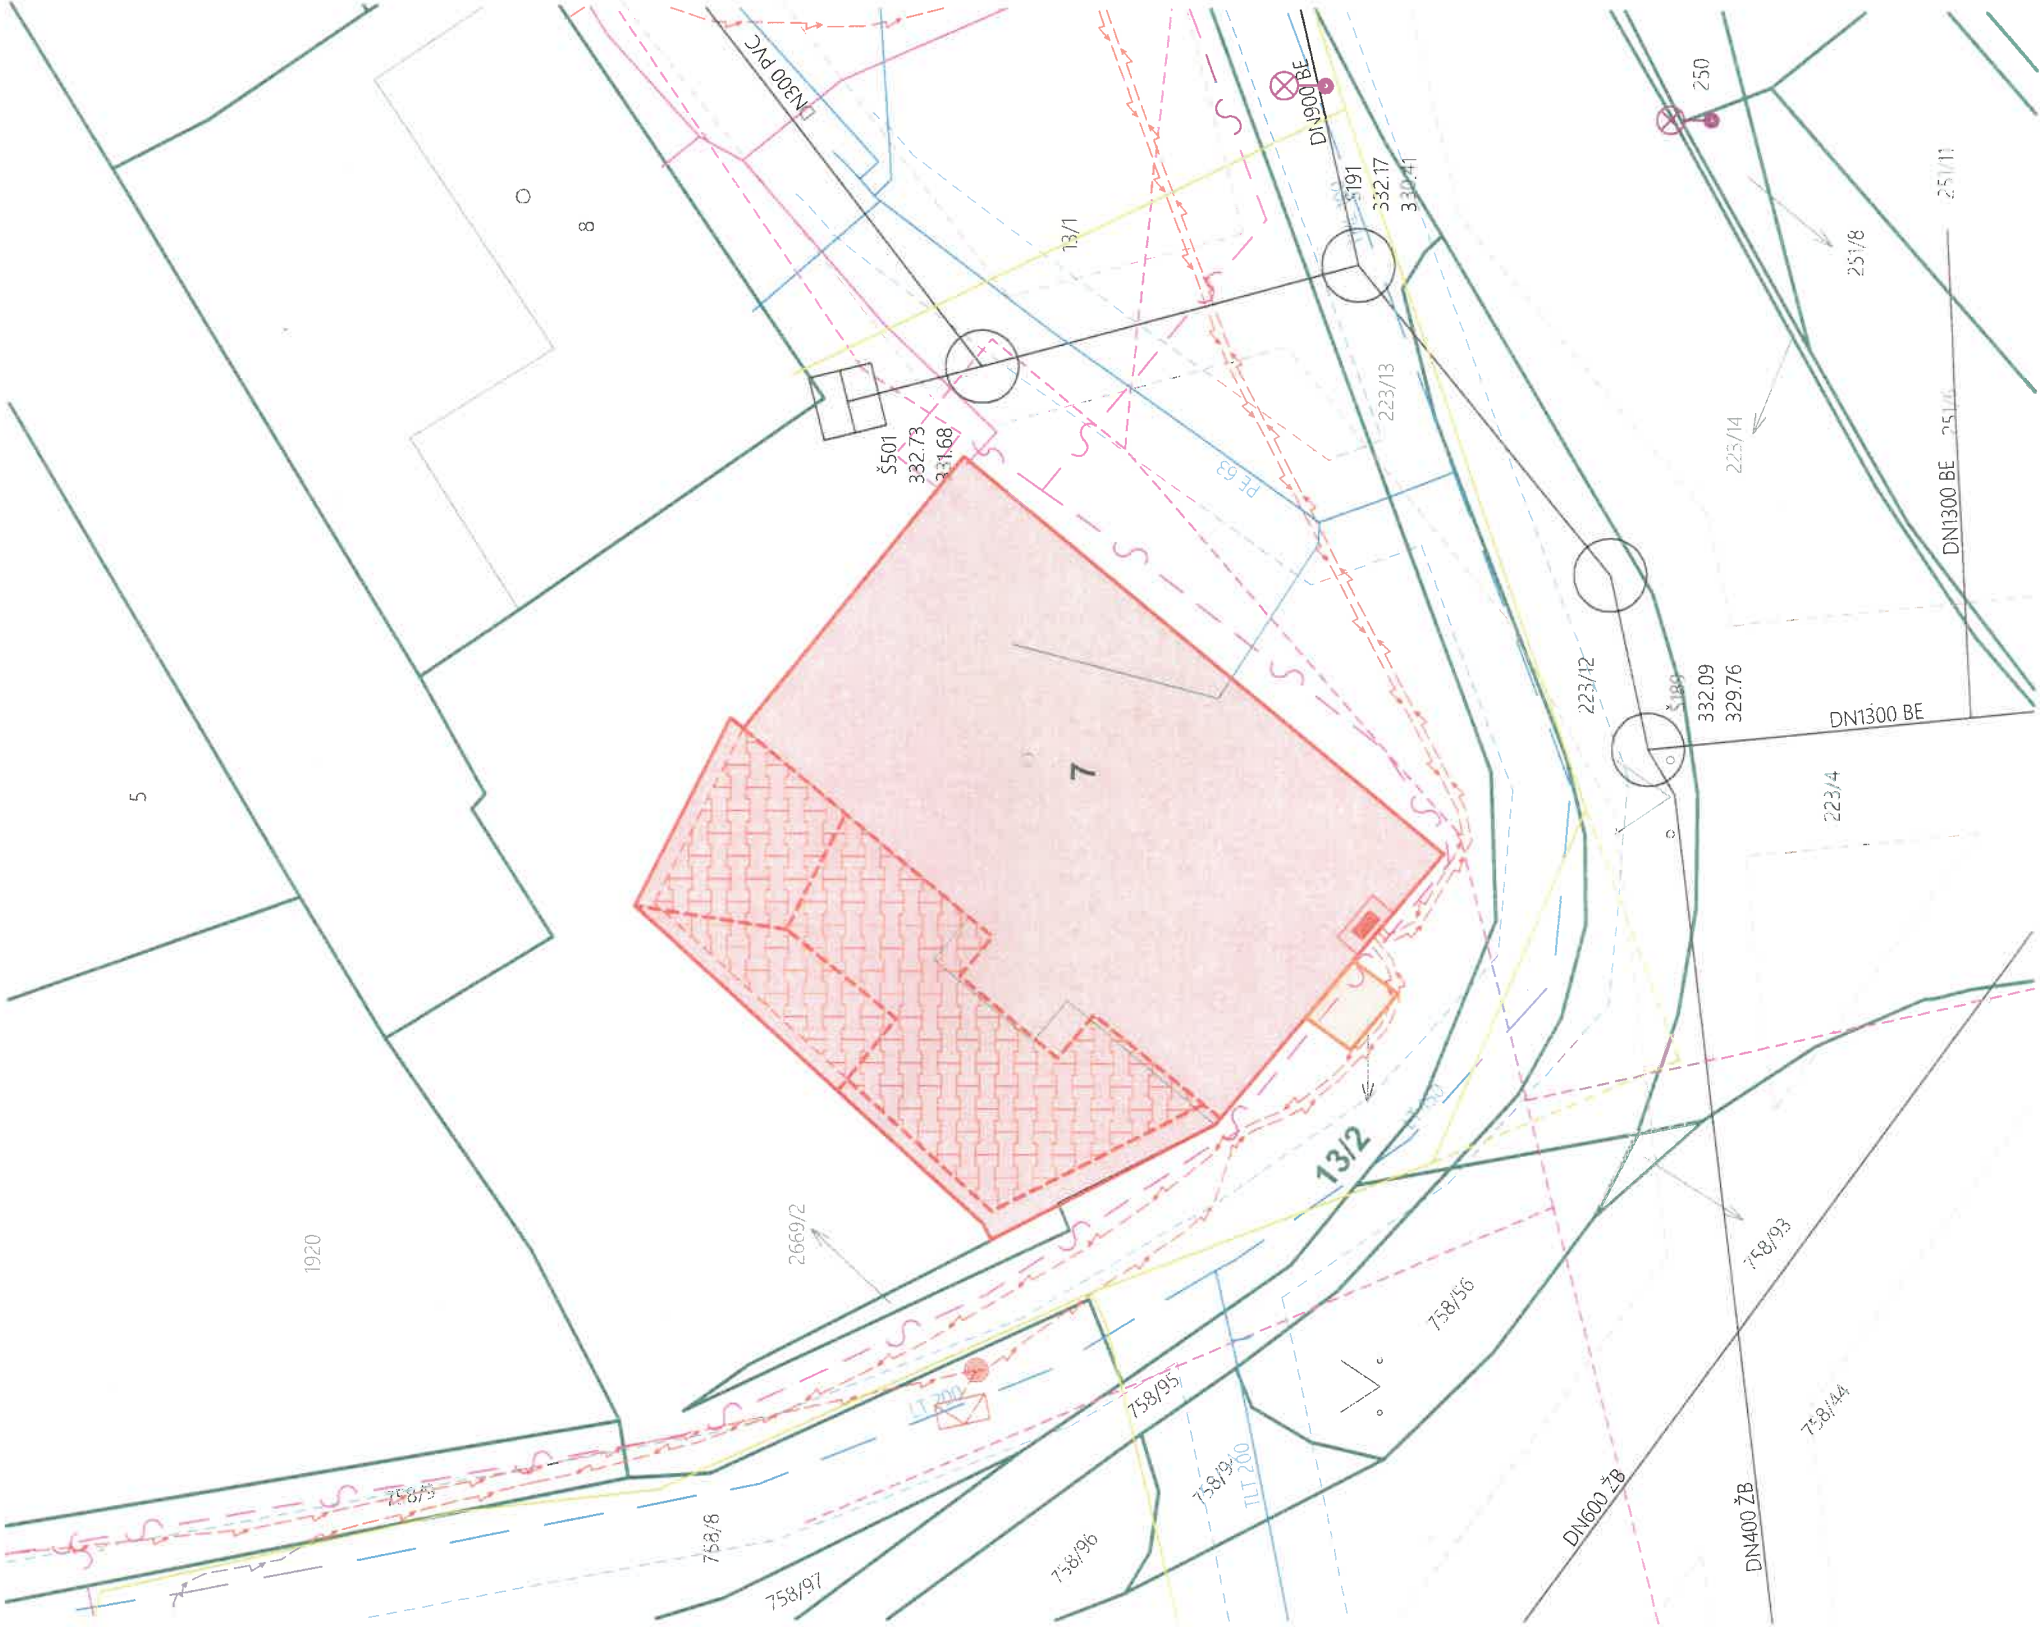 N300 PVC
DN900 BE
250
8
13/1
Š191
332.17
330.41
251/11
251/8
Š501
332.73
331.68
223/13
223/14
PE 63
DN1300 BE
5
7
223/12
Š189
332.09
329.76
DN1300 BE
223/4
1920
2669/2
13/2
758/93
758/56
LT 200
758/95
758/44
TLT 200
758/8
758/96
758/97
DN600 ŽB
DN400 ŽB